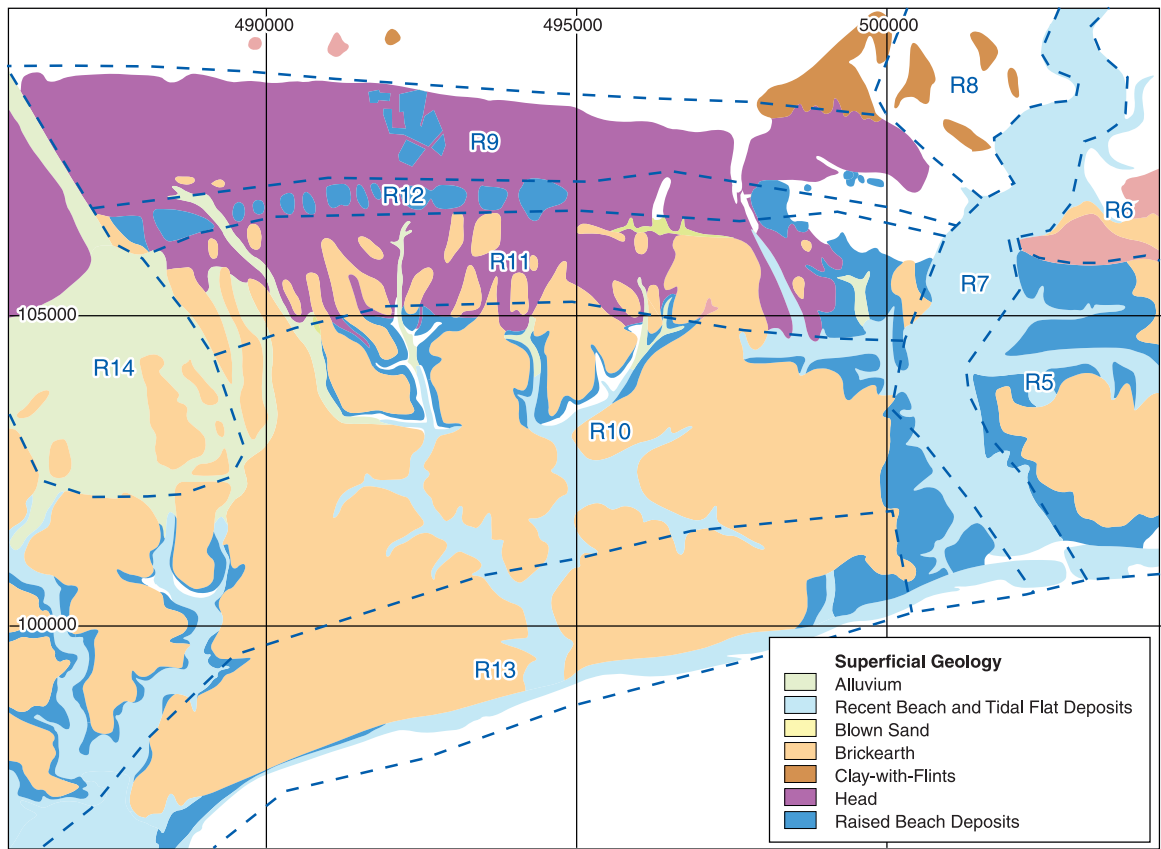 490000
495000
500000
R8
R9
R12
R6
R11
R7
105000
R14
R5
R10
100000
R13
Superficial Geology
Alluvium
Recent Beach and Tidal Flat Deposits
Blown Sand
Brickearth
Clay-with-Flints
Head
Raised Beach Deposits